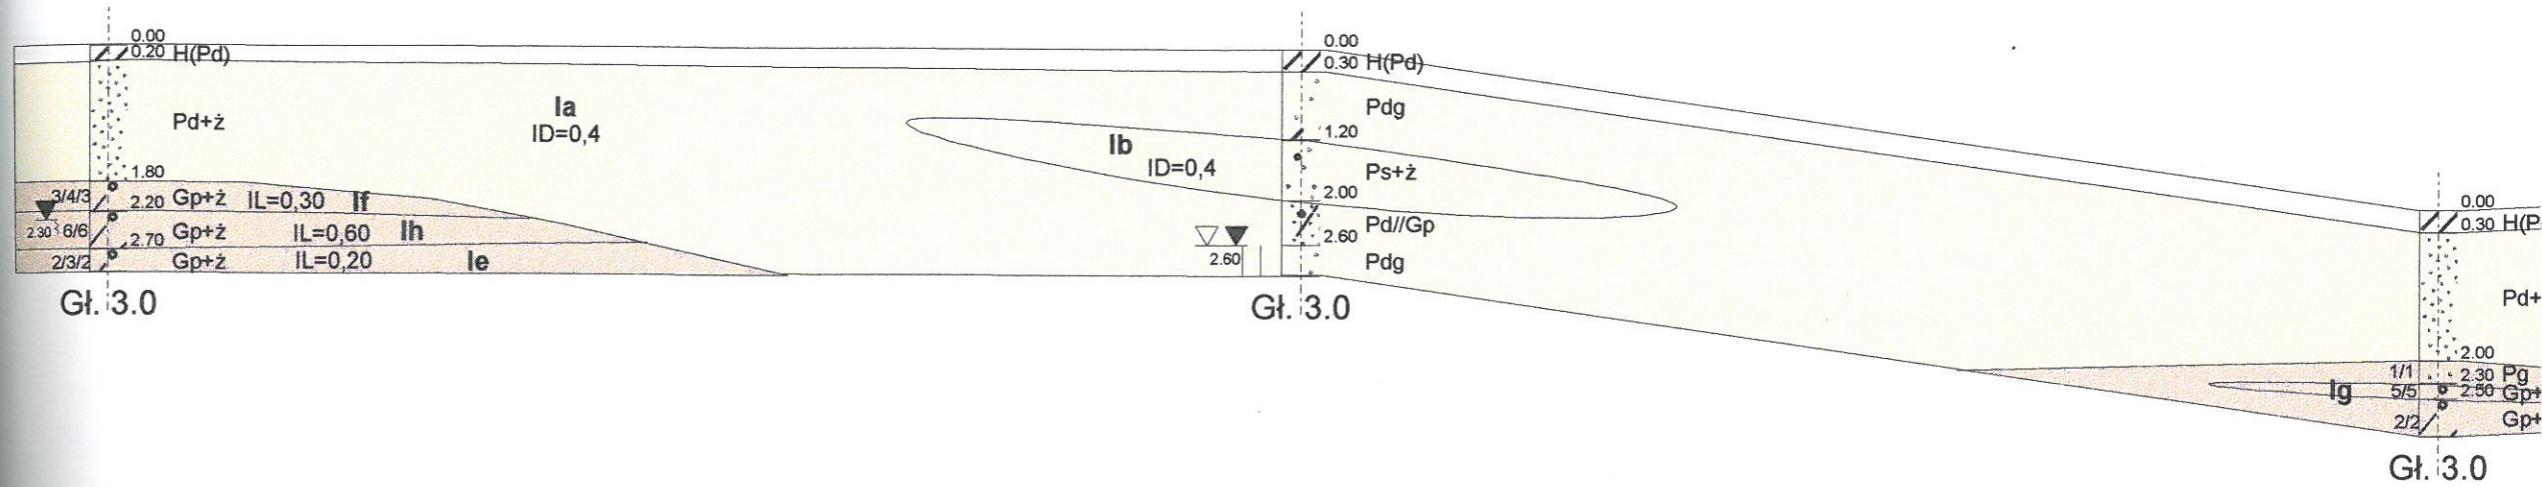 0.00
0.20 H(Pd)
Pd+ż
1.80
3/4/3
2.20 Gp+ż IL=0,30 If
2.30 6/6
Gp+ż IL=0,60 Ih
2.70
2/3/2
Gp+ż IL=0,20 Ie
Gł. 3.0
Ia
ID=0,4
Ib
ID=0,4
0.00
0.30 H(Pd)
Pdg
1.20
Ps+ż
2.00
Pd//Gp
2.60
2.60
Pdg
Gł. 3.0
0.00
0.30 H(P
Pd+
2.00
1/1
2.30 Pg
Ig
5/5
2.50 Gp+
2/2
Gp+
Gł. 3.0